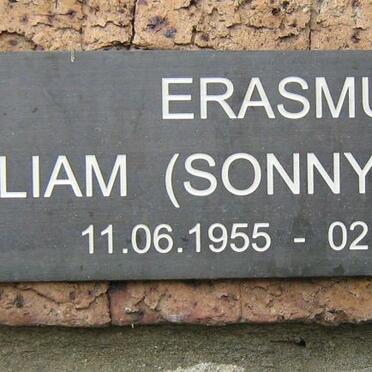 ERASMU
LIAM (SONNY
11.06.1955 - 02